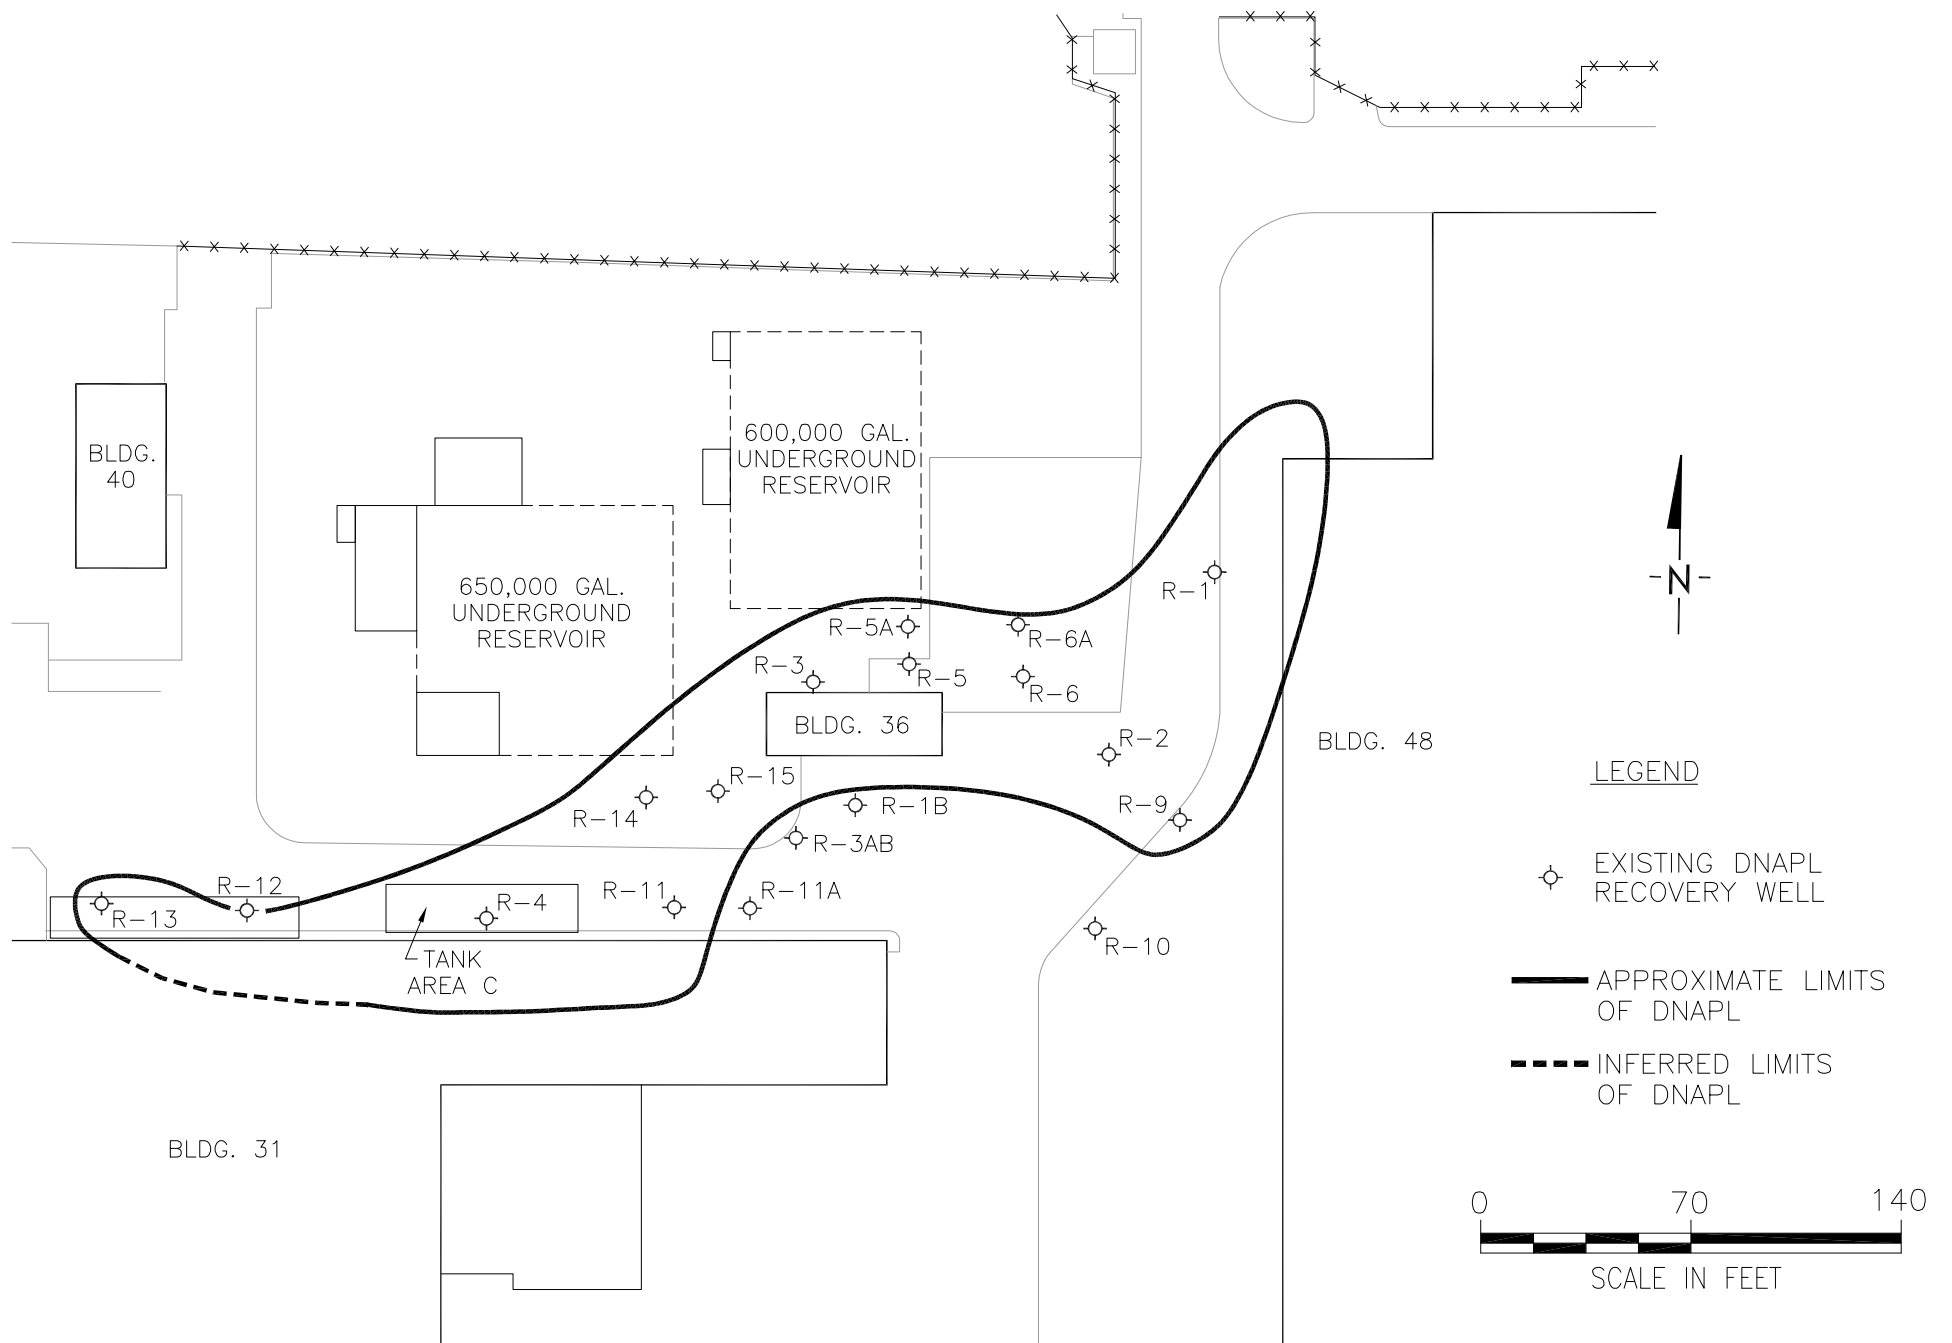 600,000 GAL.
UNDERGROUND
RESERVOIR
BLDG.
40
650,000 GAL.
UNDERGROUND
RESERVOIR
R-1
R-5A
R-6A
R-3
R-5
R-6
BLDG. 36
R-2
BLDG. 48
R-15
R-14
R-1B
R-9
R-3AB
R-12
R-13
R-4
R-11
R-11A
R-10
TANK
AREA C
BLDG. 31
N
LEGEND
EXISTING DNAPL
RECOVERY WELL
APPROXIMATE LIMITS
OF DNAPL
INFERRED LIMITS
OF DNAPL
0 70 140
SCALE IN FEET